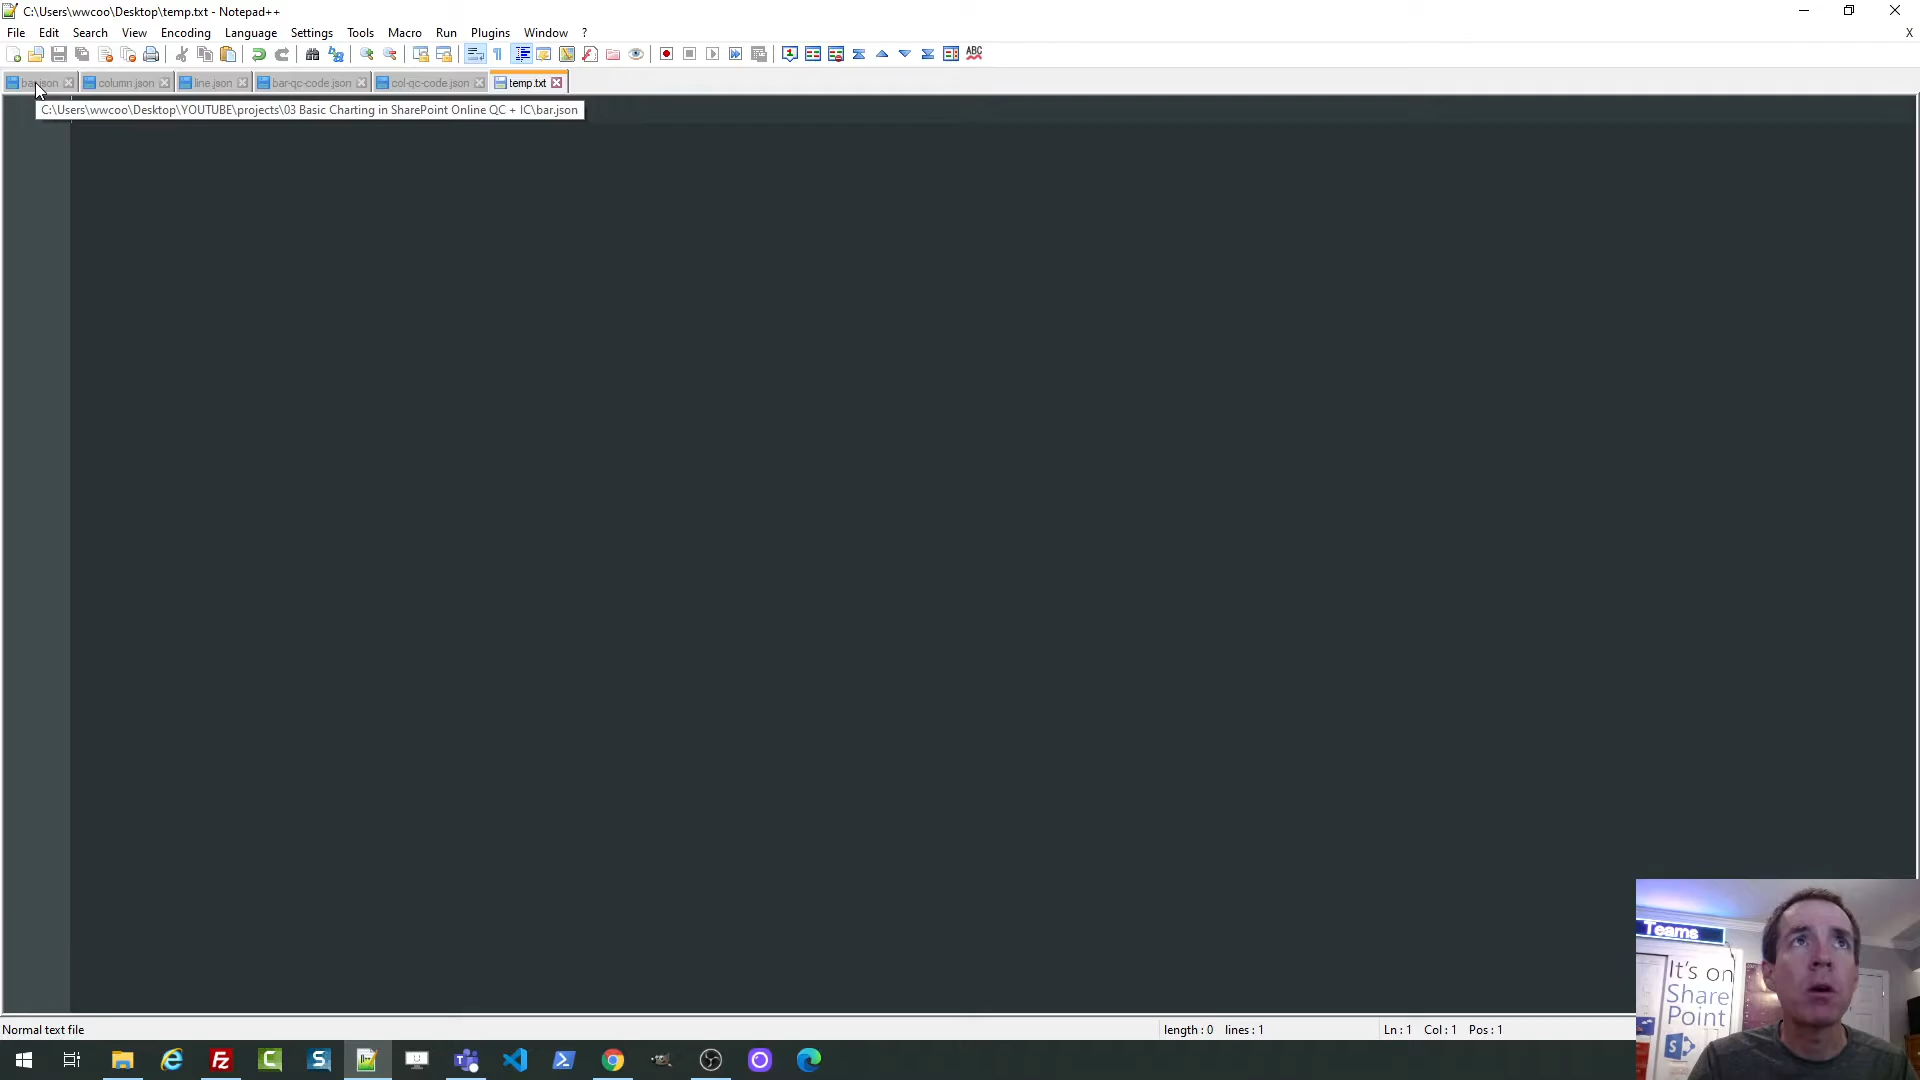 C:\Users\wwcoo\Desktop\temp.txt - Notepad++
File Edit Search View Encoding Language Settings Tools Macro Run Plugins Window ? X
ABC
bar.json column.json line.json bar-qc-code.json col-qc-code.json temp.txt
C:\Users\wwcoo\Desktop\YOUTUBE\projects\03 Basic Charting in SharePoint Online QC + IC\bar.json
Teams
It's on
Share
Point
S
Normal text file length : 0 lines : 1 Ln : 1 Col : 1 Pos : 1